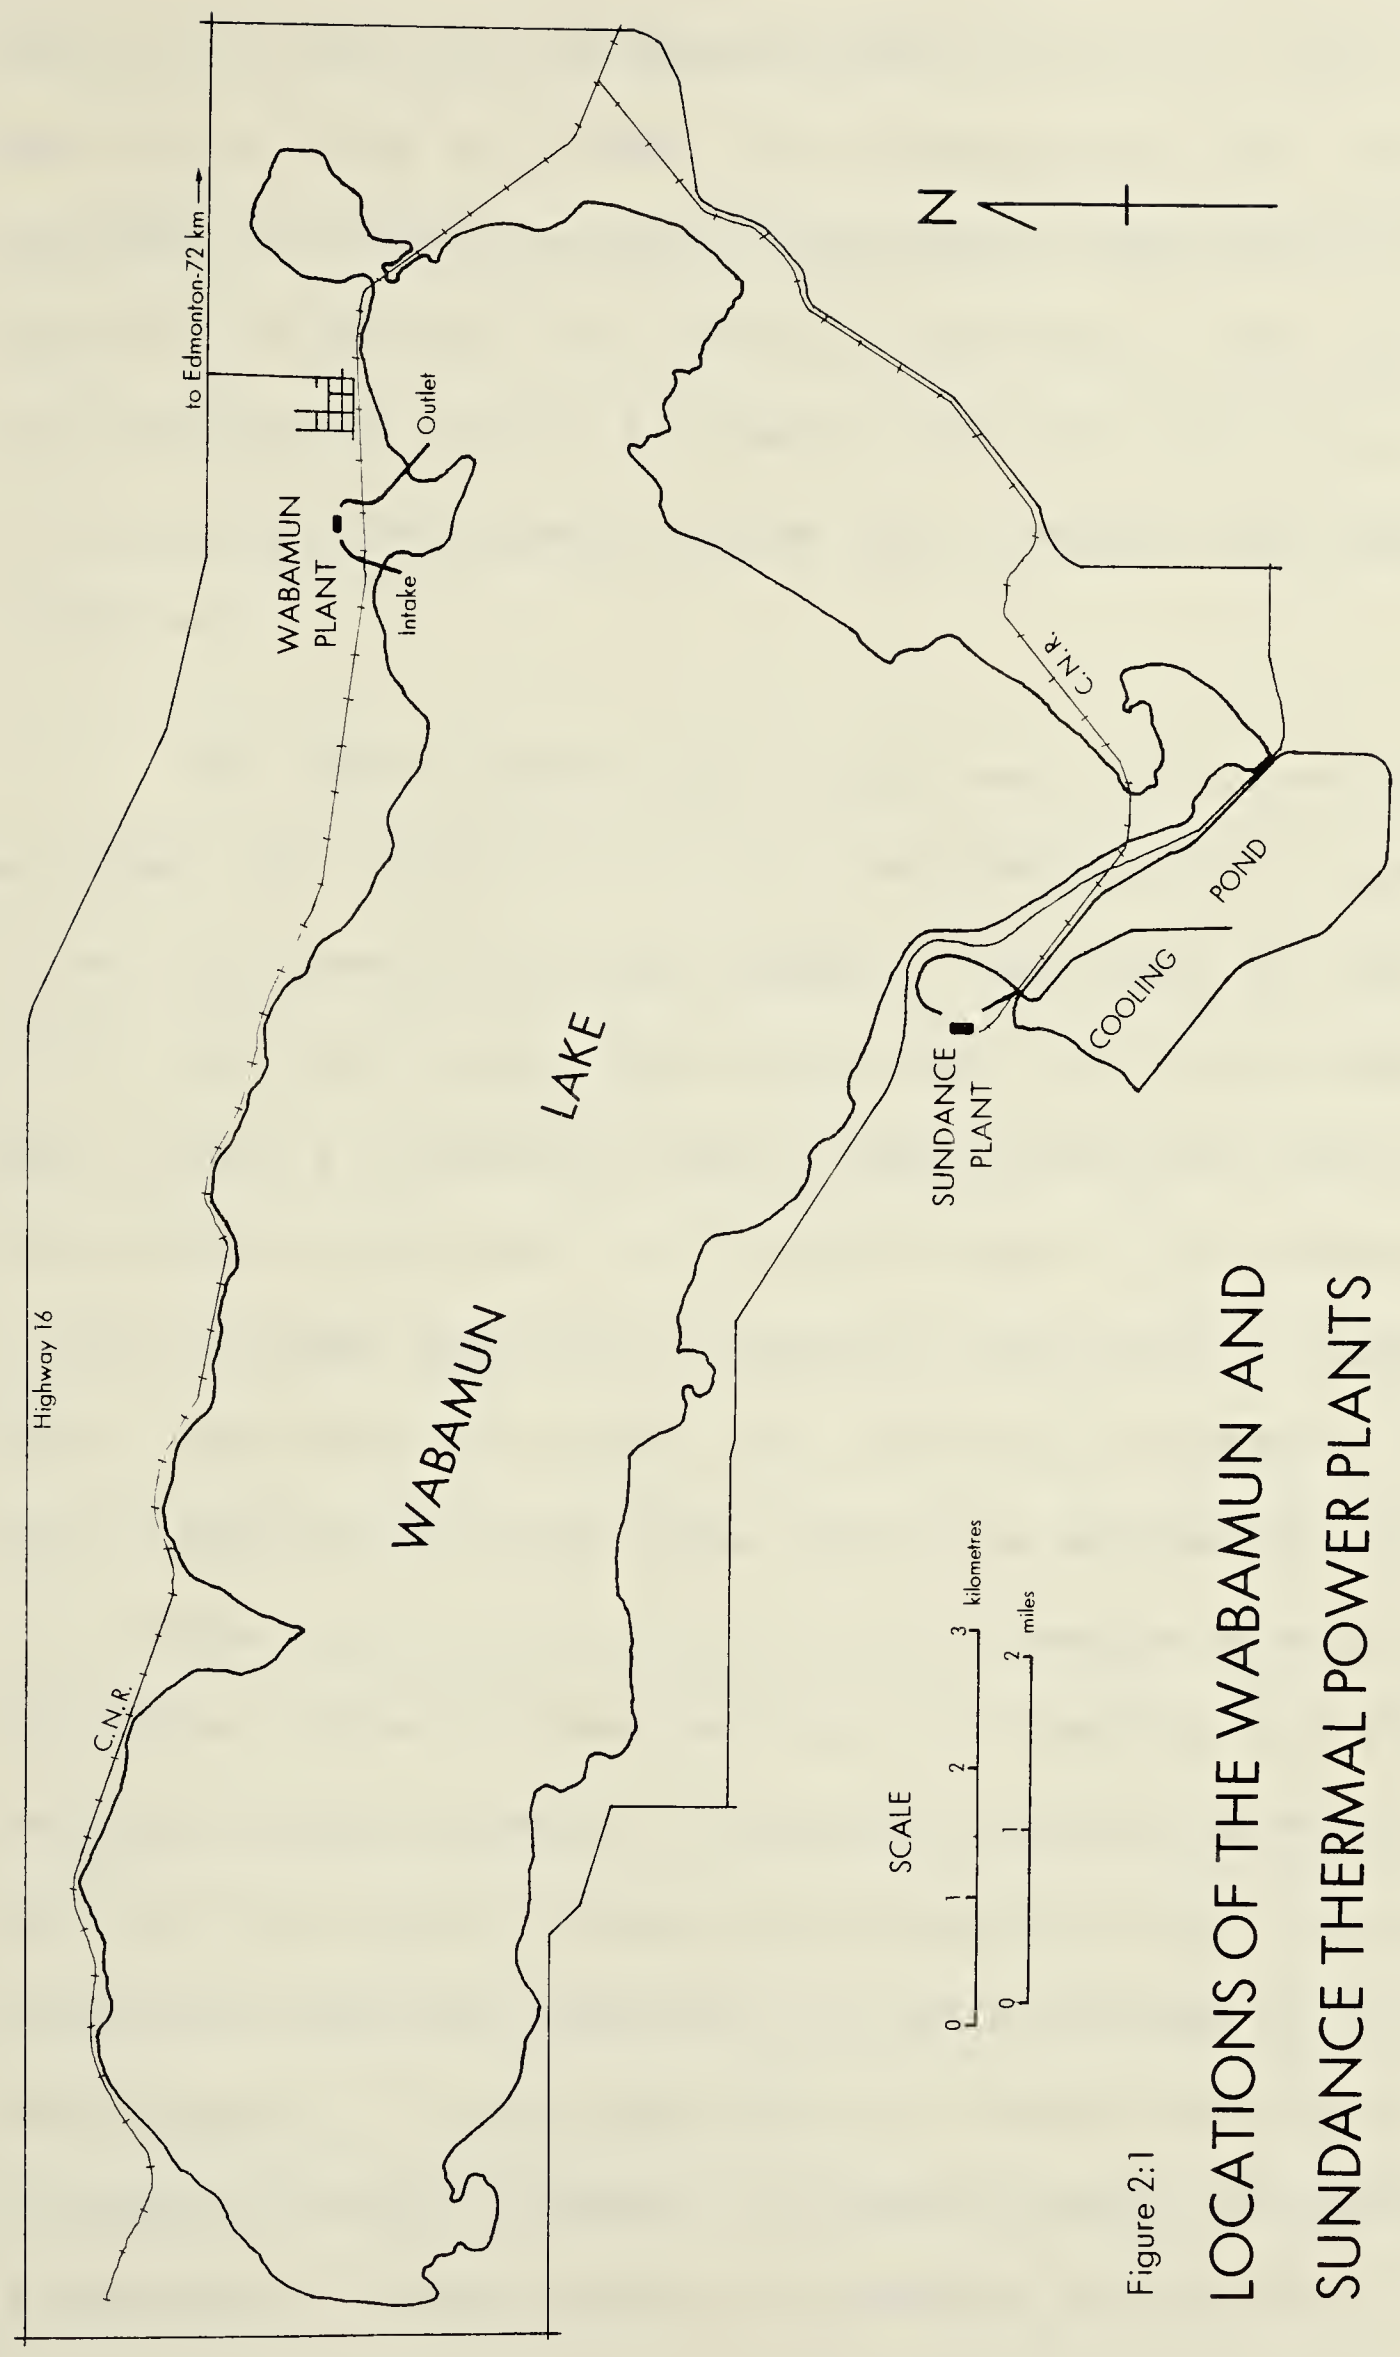 Highway 16
to Edmonton-72 km
C.N.R.
WABAMUN
PLANT
Intake
Outlet
WABAMUN
LAKE
N
C.N.R.
SUNDANCE
PLANT
COOLING
POND
SCALE
0 1 2 3
kilometres
0 1 2
miles
Figure 2:1
LOCATIONS OF THE WABAMUN AND
SUNDANCE THERMAL POWER PLANTS